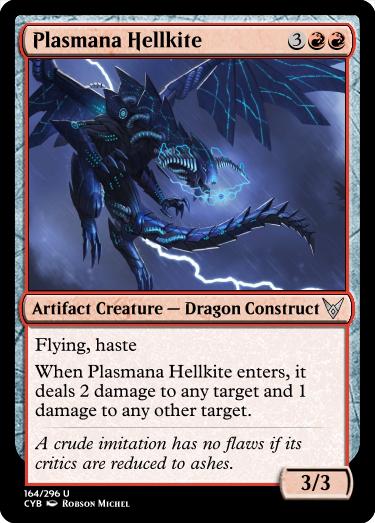 Plasmana Hellkite 3
Artifact Creature — Dragon Construct
Flying, haste
When Plasmana Hellkite enters, it
deals 2 damage to any target and 1
damage to any other target.
A crude imitation has no flaws if its
critics are reduced to ashes.
3/3
164/296 U
CYB ROBSON MICHEL